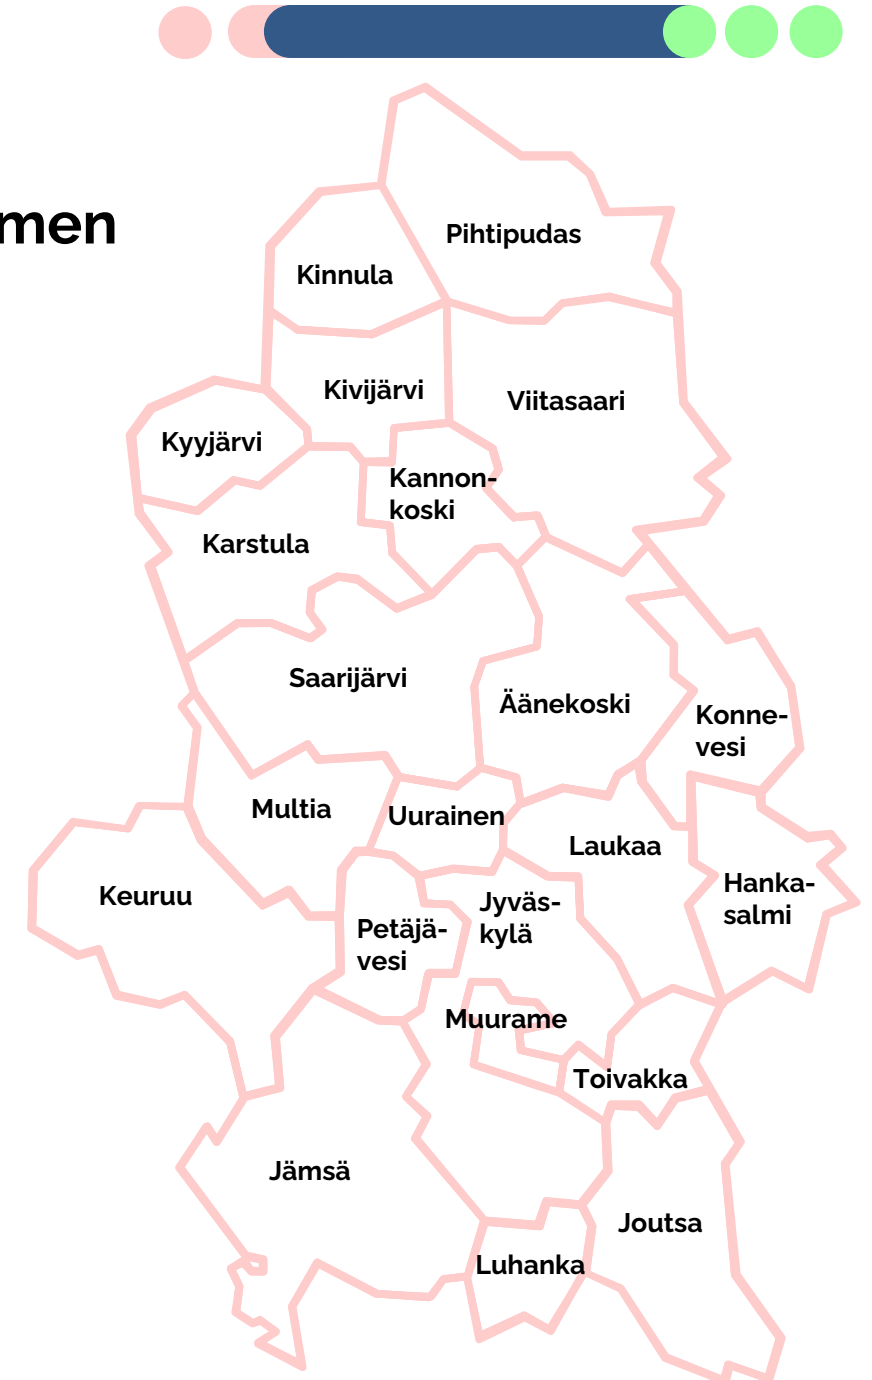 men
Pihtipudas
Kinnula
Kivijärvi
Viitasaari
Kyyjärvi
Kannon-
koski
Karstula
Saarijärvi
Äänekoski
Konne-
vesi
Multia
Uurainen
Laukaa
Keuruu
Hanka-
salmi
Jyväs-
kylä
Petäjä-
vesi
Muurame
Toivakka
Jämsä
Joutsa
Luhanka